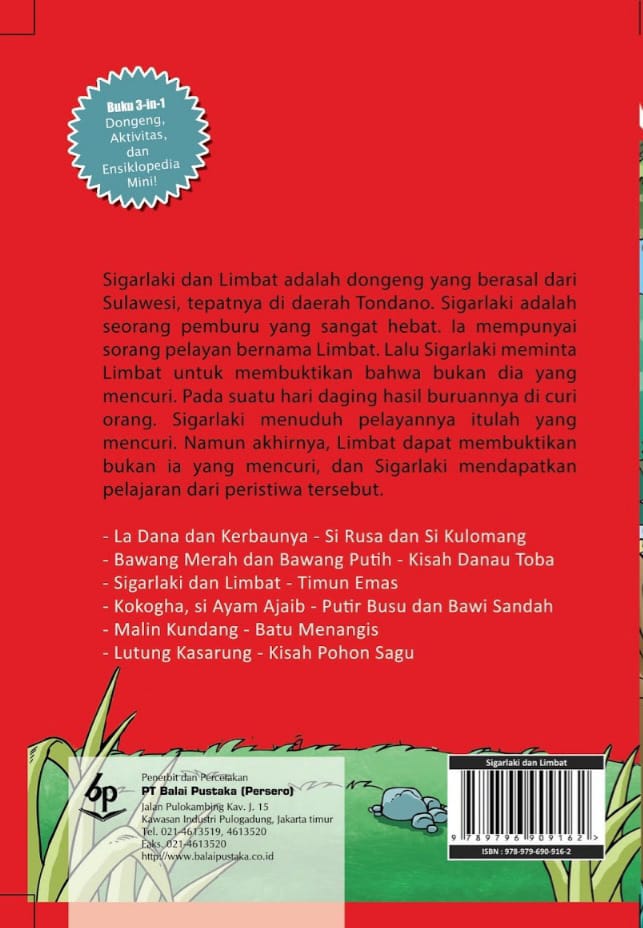 Buku 3-in-1
Dongeng,
Aktivitas,
dan
Ensiklopedia
Mini!
Sigarlaki dan Limbat adalah dongeng yang berasal dari
Sulawesi, tepatnya di daerah Tondano. Sigarlaki adalah
seorang pemburu yang sangat hebat. Ia mempunyai
sorang pelayan bernama Limbat. Lalu Sigarlaki meminta
Limbat untuk membuktikan bahwa bukan dia yang
mencuri. Pada suatu hari daging hasil buruannya di curi
orang. Sigarlaki menuduh pelayannya itulah yang
mencuri. Namun akhirnya, Limbat dapat membuktikan
bukan ia yang mencuri, dan Sigarlaki mendapatkan
pelajaran dari peristiwa tersebut.
- La Dana dan Kerbaunya - Si Rusa dan Si Kulomang
- Bawang Merah dan Bawang Putih - Kisah Danau Toba
- Sigarlaki dan Limbat - Timun Emas
- Kokogha, si Ayam Ajaib - Putir Busu dan Bawi Sandah
- Malin Kundang - Batu Menangis
- Lutung Kasarung - Kisah Pohon Sagu
bp
Penerbit dan Percetakan
PT Balai Pustaka (Persero)
Jalan Pulokambing Kav. J. 15
Kawasan Industri Pulogadung, Jakarta timur
Tel. 021-4613519, 4613520
Faks. 021-4613520
http://www.balaipustaka.co.id
Sigarlaki dan Limbat
9 789796 909162 >
ISBN : 978-979-690-916-2